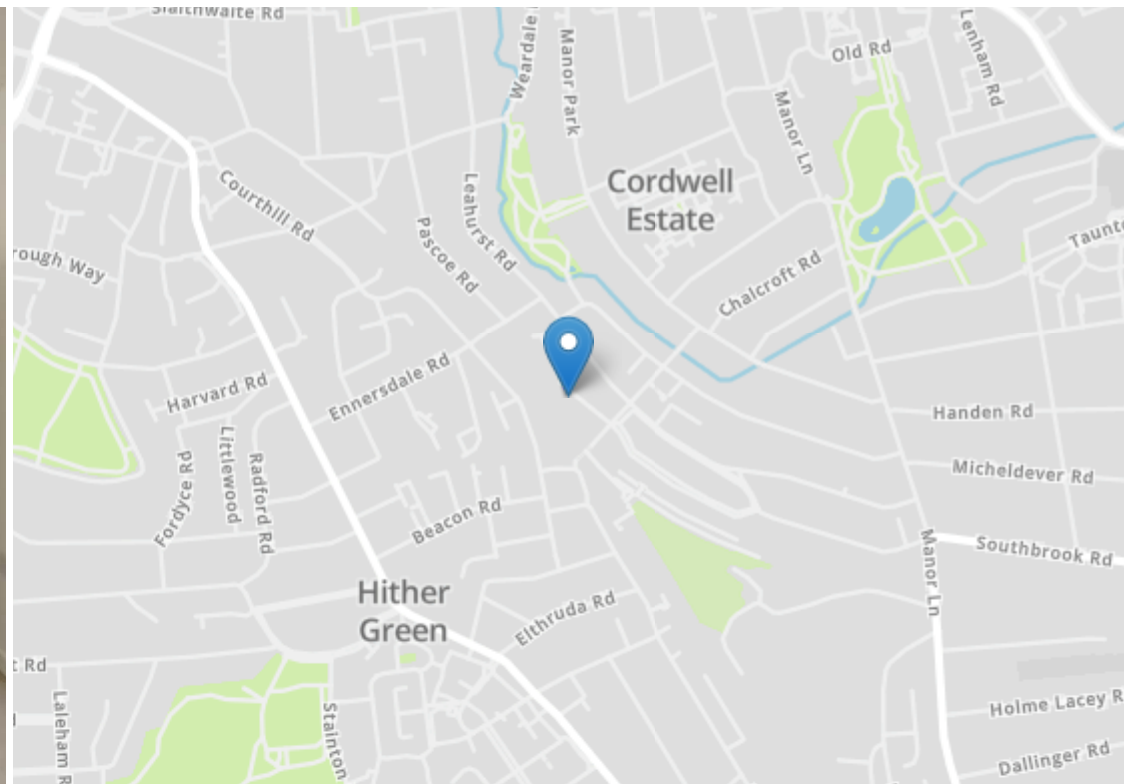 Slaithwaite Rd
Weardale
Manor Park
Old Rd
Lenham Rd
Manor Ln
Courthill Rd
Leahurst Rd
Pascoe Rd
Cordwell
Estate
rough Way
Taunto
Chalcroft Rd
Ennersdale Rd
Harvard Rd
Handen Rd
Littlewood
Fordyce Rd
Radford Rd
Micheldever Rd
Beacon Rd
Southbrook Rd
Manor Ln
Hither
Green
Elthruda Rd
t Rd
Laleham R
Stainton
Holme Lacey R
Dallinger Rd